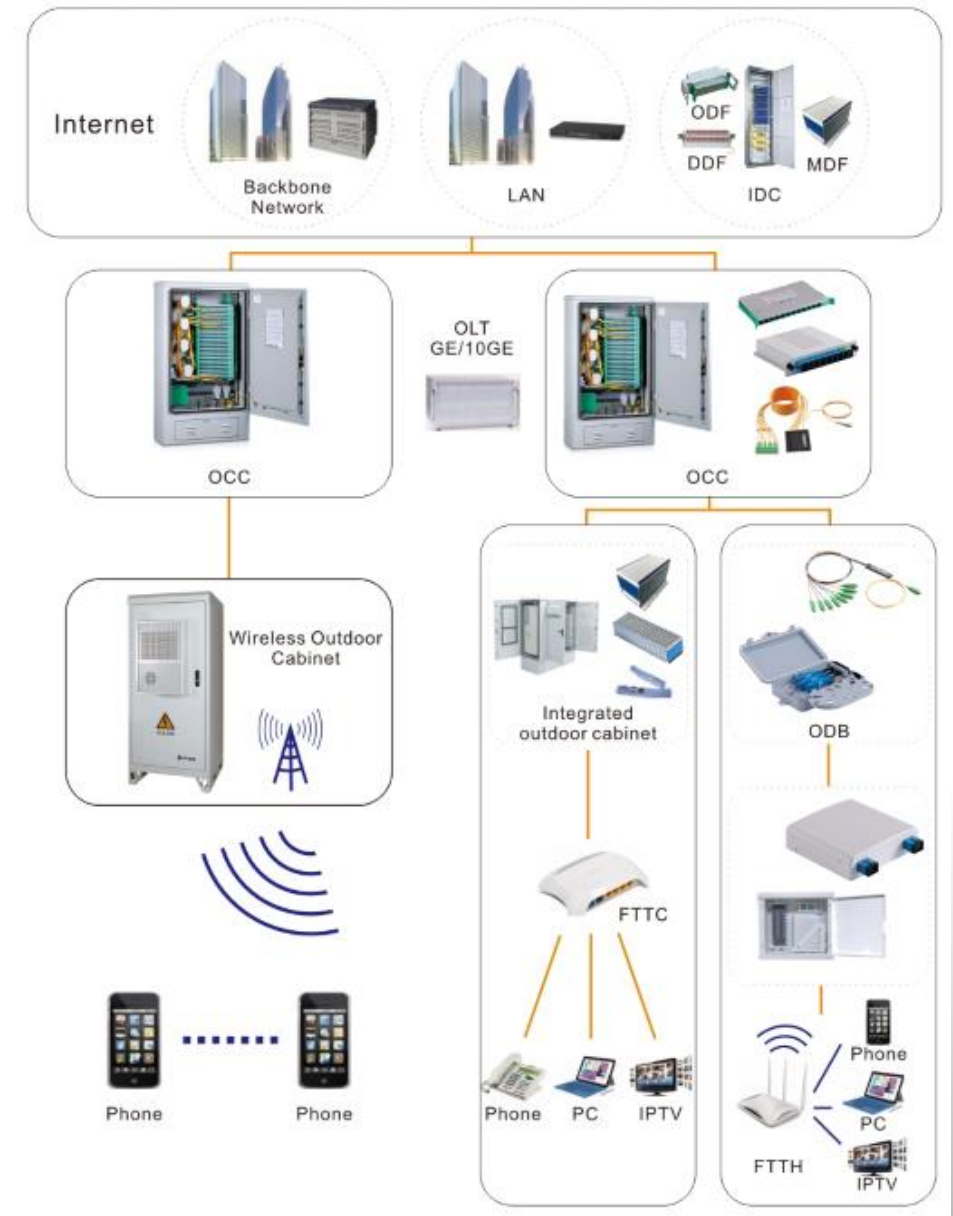 Internet
Backbone
Network
LAN
ODF
DDF
IDC
MDF
OLT
GE/10GE
OCC
OCC
Wireless Outdoor
Cabinet
Integrated
outdoor cabinet
ODB
FTTC
Phone
Phone
Phone
PC
IPTV
Phone
PC
IPTV
FTTH